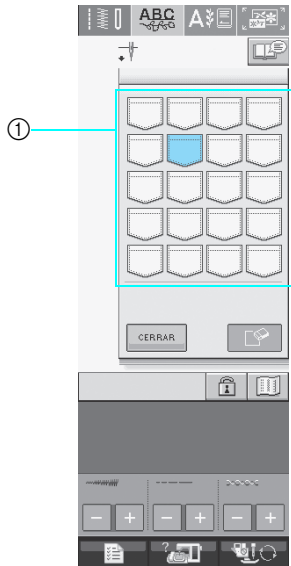 ABC A
①
CERRAR
- + - + - +
?